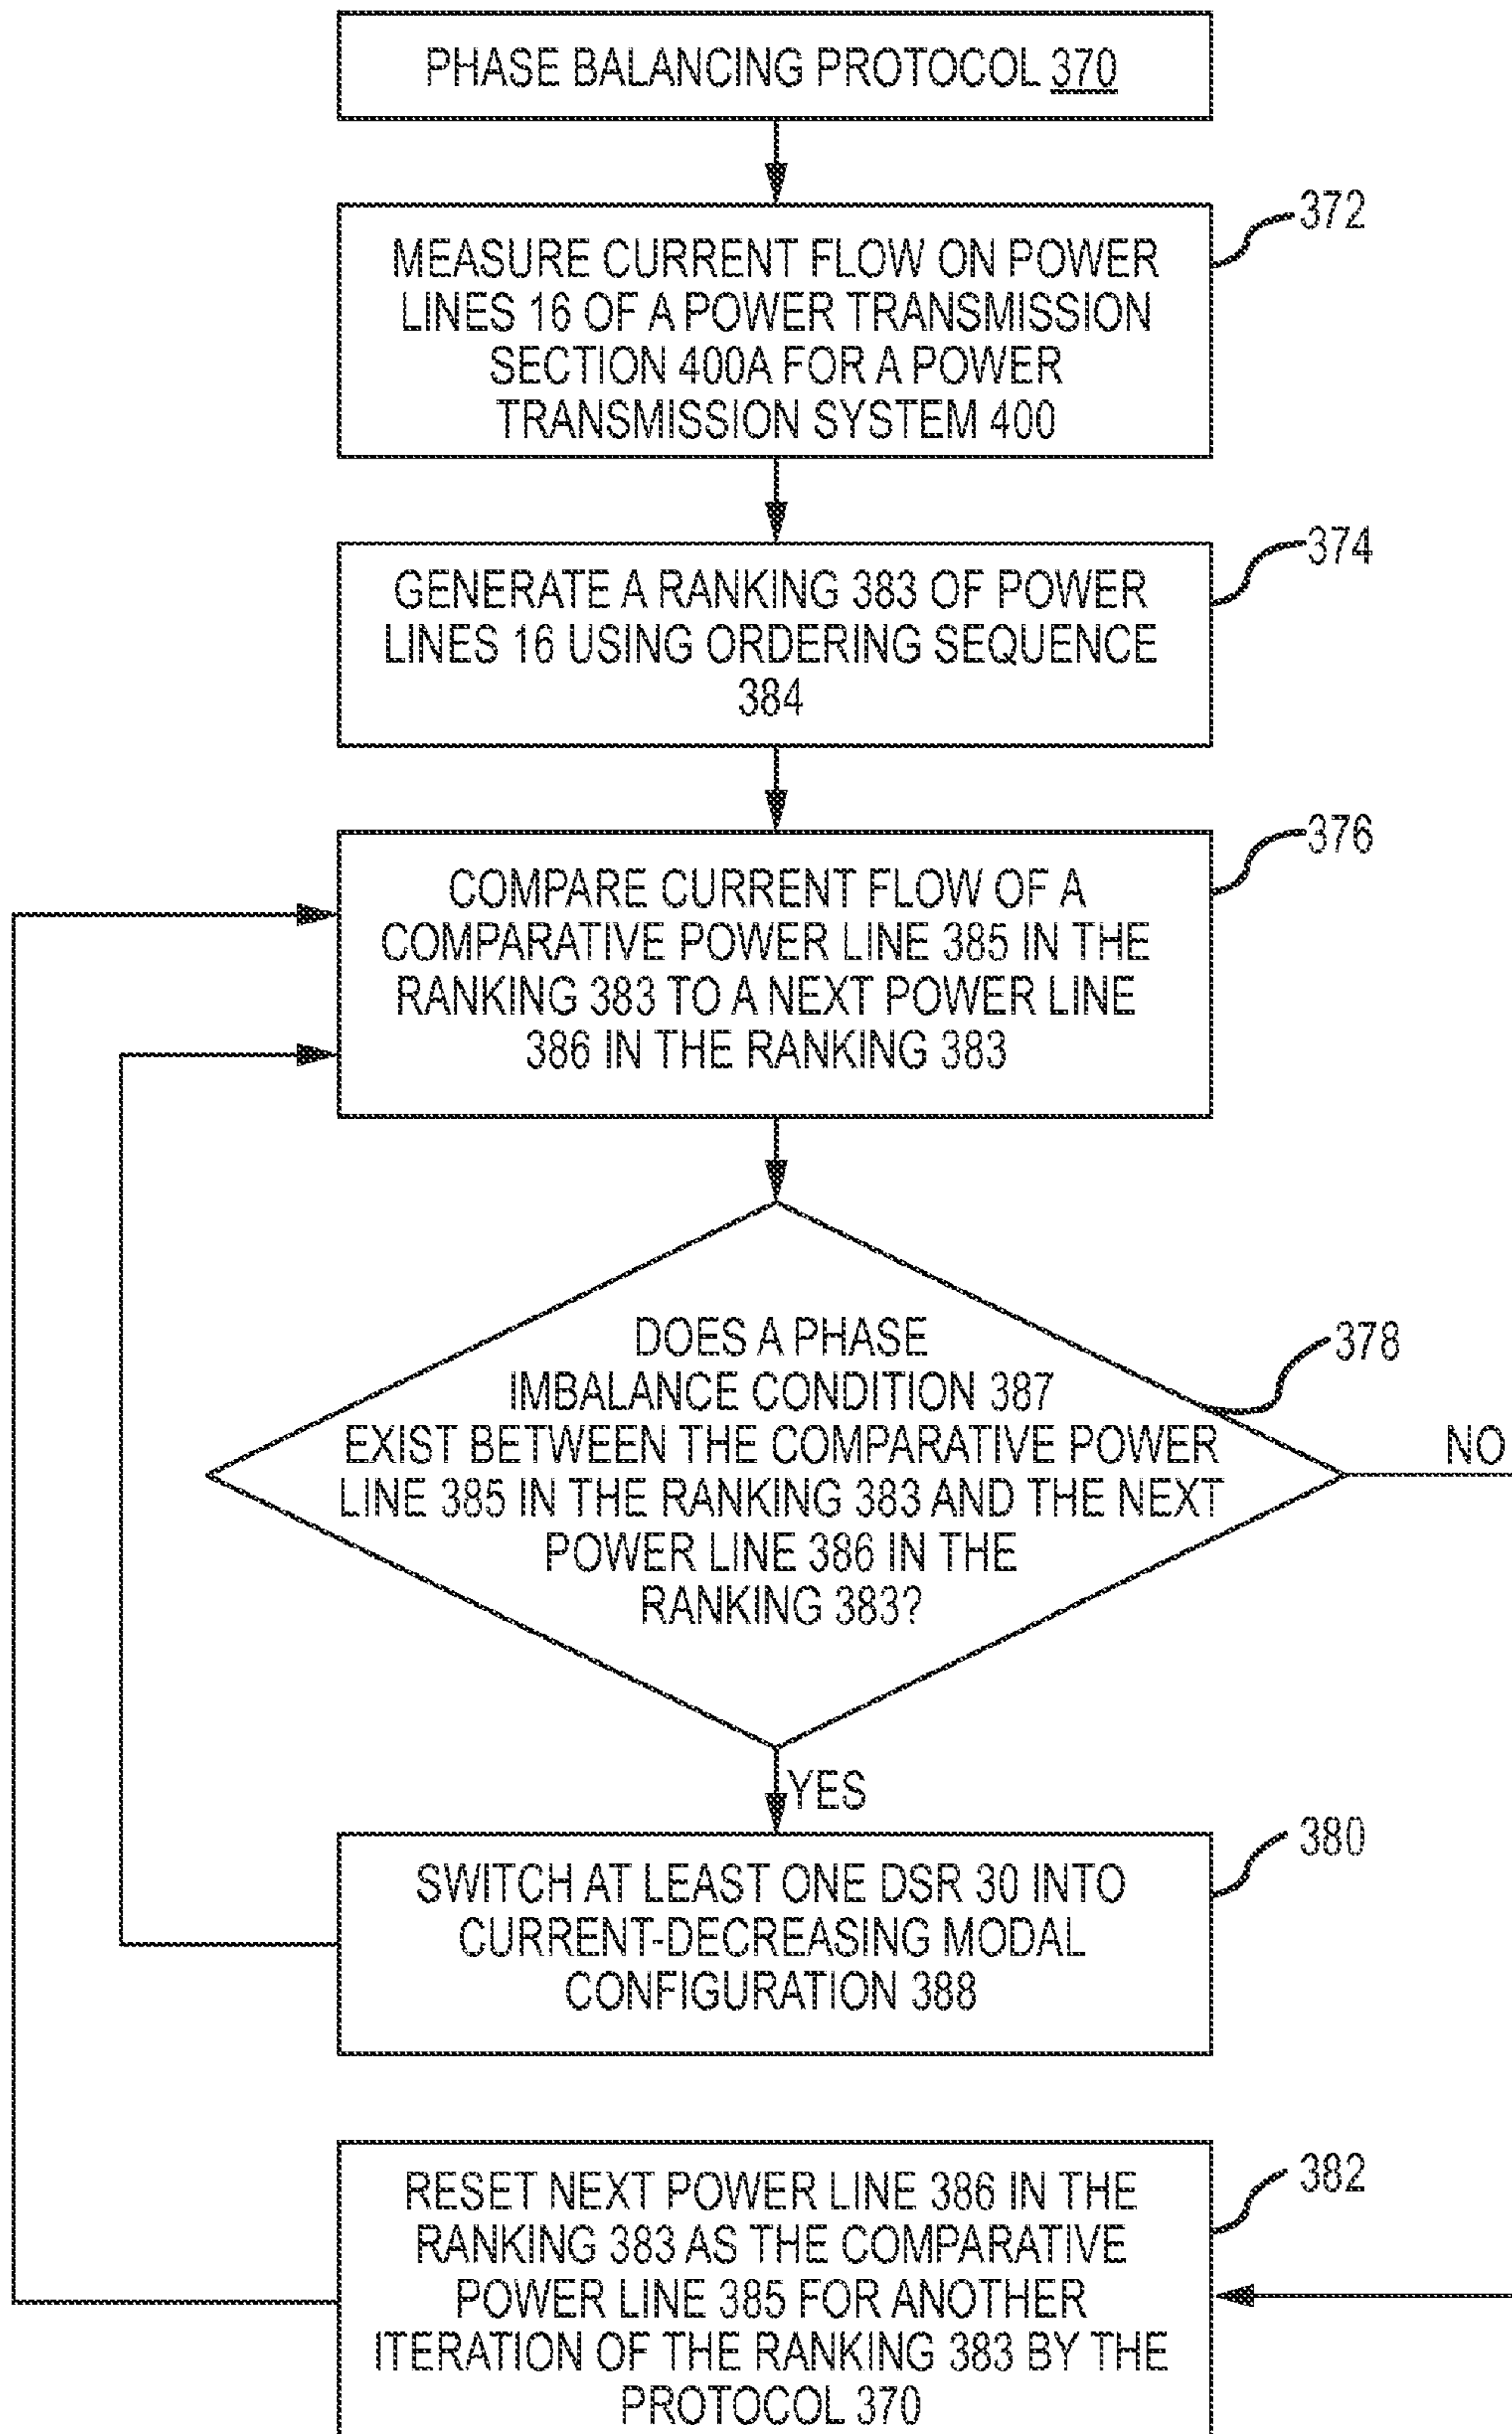 PHASE BALANCING PROTOCOL 370
372
MEASURE CURRENT FLOW ON POWER
LINES 16 OF A POWER TRANSMISSION
SECTION 400A FOR A POWER
TRANSMISSION SYSTEM 400
374
GENERATE A RANKING 383 OF POWER
LINES 16 USING ORDERING SEQUENCE
384
376
COMPARE CURRENT FLOW OF A
COMPARATIVE POWER LINE 385 IN THE
RANKING 383 TO A NEXT POWER LINE
386 IN THE RANKING 383
378
DOES A PHASE
IMBALANCE CONDITION 387
EXIST BETWEEN THE COMPARATIVE POWER
LINE 385 IN THE RANKING 383 AND THE NEXT
POWER LINE 386 IN THE
RANKING 383?
NO
YES
380
SWITCH AT LEAST ONE DSR 30 INTO
CURRENT-DECREASING MODAL
CONFIGURATION 388
382
RESET NEXT POWER LINE 386 IN THE
RANKING 383 AS THE COMPARATIVE
POWER LINE 385 FOR ANOTHER
ITERATION OF THE RANKING 383 BY THE
PROTOCOL 370